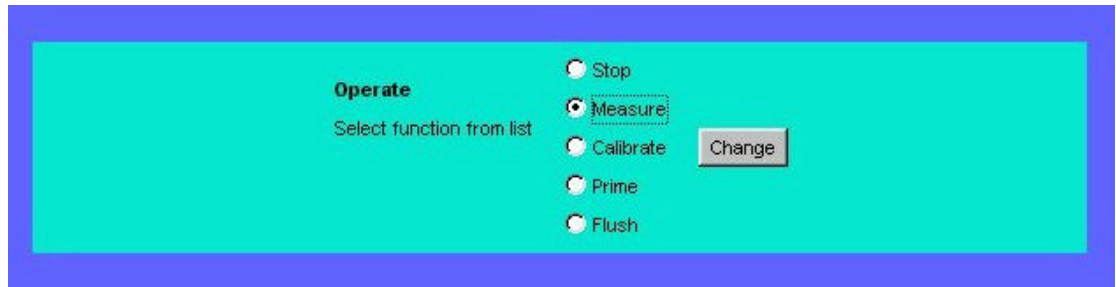 Operate
Select function from list
Stop
Measure
Calibrate
Prime
Flush
Change